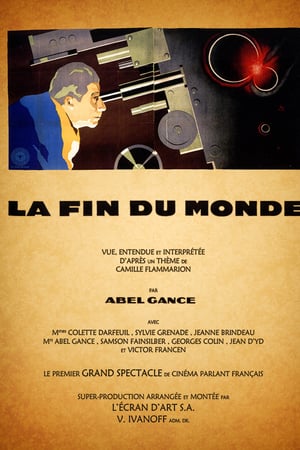 LA FIN DU MONDE
VUE, ENTENDUE ET INTERPRÉTÉE
D'APRÈS UN THÈME DE
CAMILLE FLAMMARION
PAR
ABEL GANCE
AVEC
Mmes COLETTE DARFEUIL, SYLVIE GRENADE, JEANNE BRINDEAU
Mrs ABEL GANCE, SAMSON FAINSILBER, GEORGES COLIN, JEAN D'YD
ET VICTOR FRANCEN
LE PREMIER GRAND SPECTACLE DE CINÉMA PARLANT FRANÇAIS
SUPER-PRODUCTION ARRANGÉE ET MONTÉE PAR
L'ÉCRAN D'ART S.A.
V. IVANOFF ADM. DR.